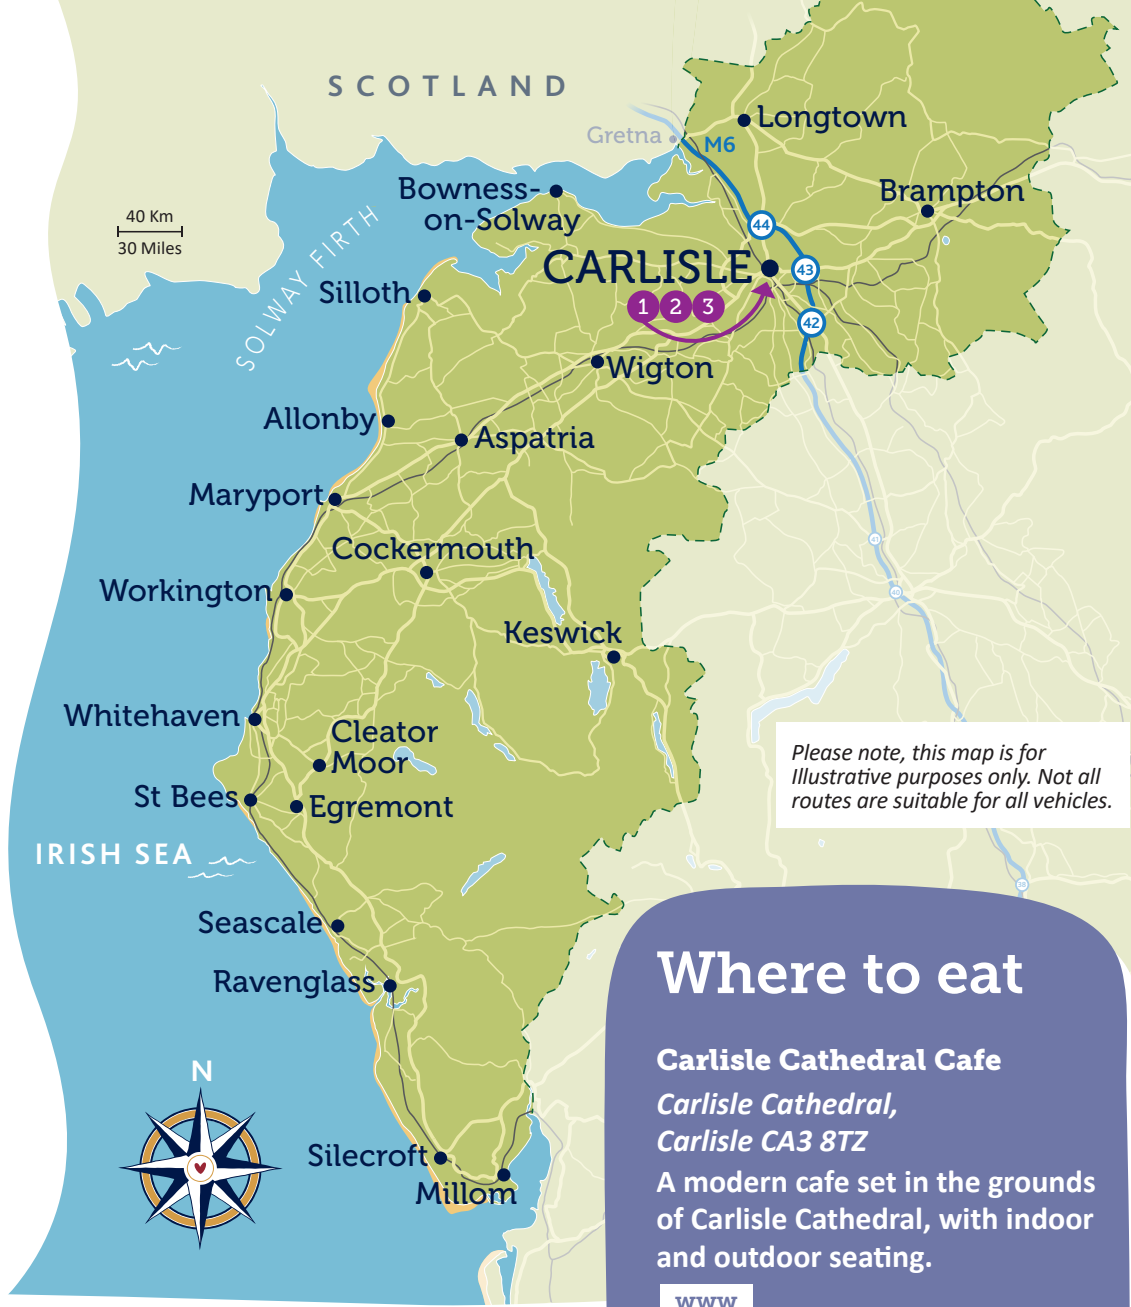 SCOTLAND
Longtown
Gretna
M6
Bowness-
on-Solway
Brampton
40 Km
30 Miles
44
CARLISLE
43
SOLWAY FIRTH
Silloth
1 2 3
42
Wigton
Allonby
Aspatria
Maryport
41
Cockermouth
Workington
40
Keswick
Whitehaven
Cleator
Moor
Please note, this map is for
Illustrative purposes only. Not all
routes are suitable for all vehicles.
St Bees
Egremont
IRISH SEA
38
Seascale
Where to eat
Ravenglass
Carlisle Cathedral Cafe
N
Carlisle Cathedral,
Carlisle CA3 8TZ
Silecroft
A modern cafe set in the grounds
Millom
of Carlisle Cathedral, with indoor
and outdoor seating.
www